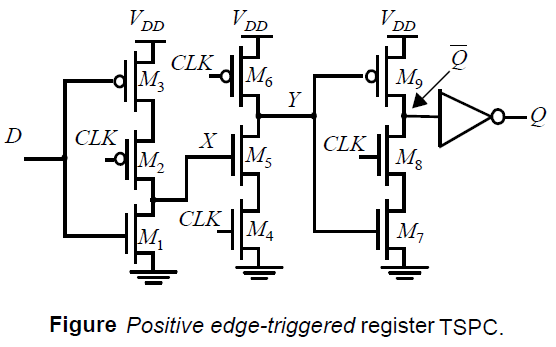 V_DD V_DD V_DD
CLK M_3 M_6 M_9 Q̅
D CLK M_2 X Y M_5 CLK M_8 Q
M_1 CLK M_4 M_7
Figure Positive edge-triggered register TSPC.